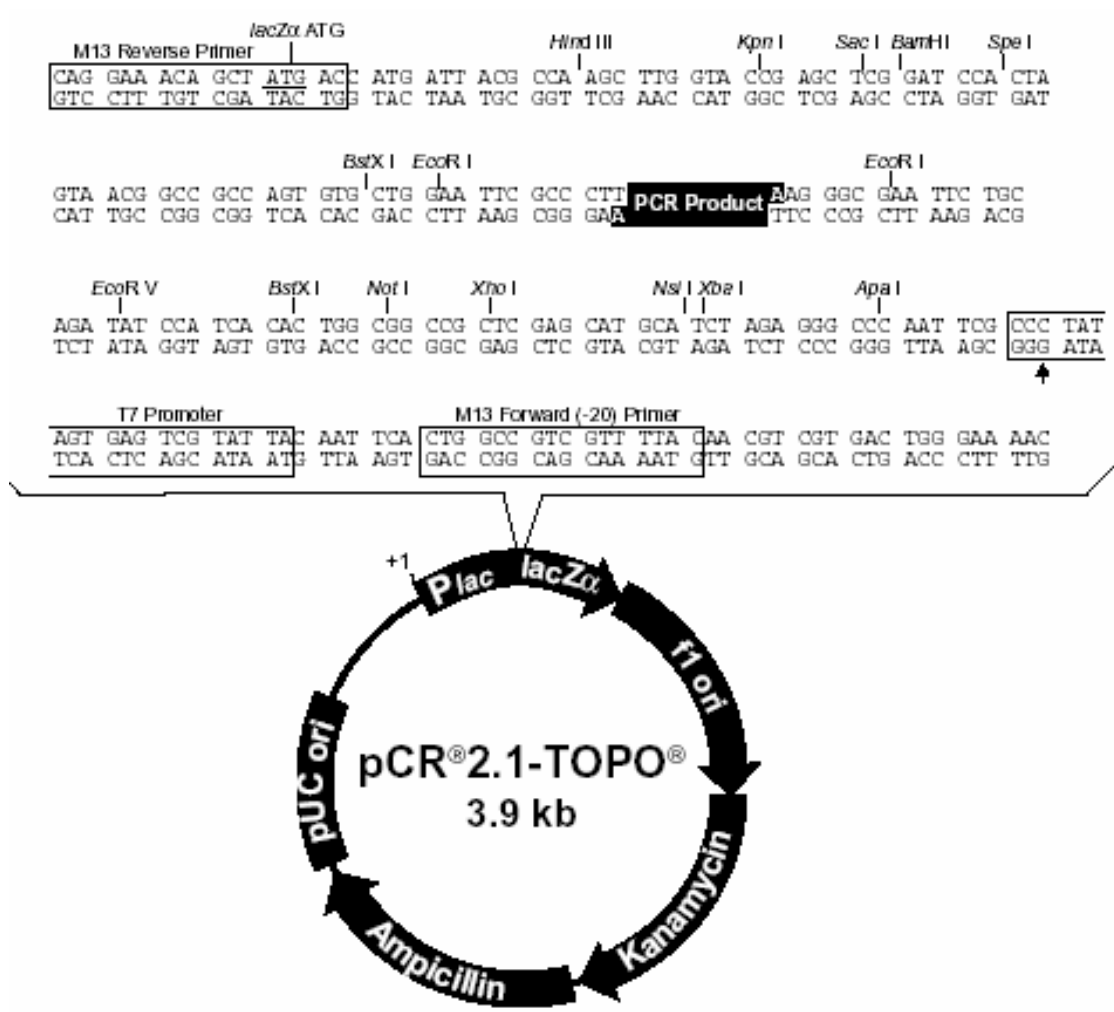 lacZα ATG
M13 Reverse Primer Hind III Kpn I Sac I BamH I Spe I
CAG GAA ACA GCT ATG ACC ATG ATT ACG CCA AGC TTG GTA CCG AGC TCG GAT CCA CTA
GTC CTT TGT CGA TAC TGG TAC TAA TGC GGT TCG AAC CAT GGC TCG AGC CTA GGT GAT
BstX I EcoR I EcoR I
GTA ACG GCC GCC AGT GTG CTG GAA TTC GCC CTT PCR Product AAG GGC GAA TTC TGC
CAT TGC CGG CGG TCA CAC GAC CTT AAG CGG GAA TTC CCG CTT AAG ACG
EcoR V BstX I Not I Xho I Nsi I Xba I Apa I
AGA TAT CCA TCA CAC TGG CGG CCG CTC GAG CAT GCA TCT AGA GGG CCC AAT TCG CCC TAT
TCT ATA GGT AGT GTG ACC GCC GGC GAG CTC GTA CGT AGA TCT CCC GGG TTA AGC GGG ATA
T7 Promoter M13 Forward (-20) Primer
AGT GAG TCG TAT TAC AAT TCA CTG GCC GTC GTT TTA CAA CGT CGT GAC TGG GAA AAC
TCA CTC AGC ATA ATG TTA AGT GAC CGG CAG CAA AAT GTT GCA GCA CTG ACC CTT TTG
+1
Plac lacZα
f1 ori
Kanamycin
Ampicillin
pUC ori
pCR®2.1-TOPO®
3.9 kb